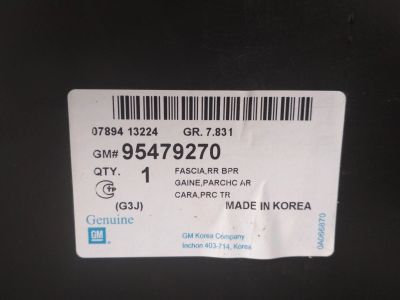 07894 13224 GR. 7.831
GM# 95479270
QTY. 1 FASCIA,RR BPR
GAINE,PARCHC AR
CARA,PRC TR
(G3J) MADE IN KOREA
Genuine
GM
GM Korea Company
Inchon 403-714, Korea
0A066870